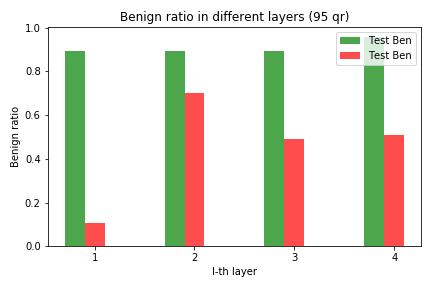 Benign ratio in different layers (95 qr)
Test Ben
Test Ben
1.0
0.8
0.6
0.4
0.2
0.0
Benign ratio
1 2 3 4
l-th layer